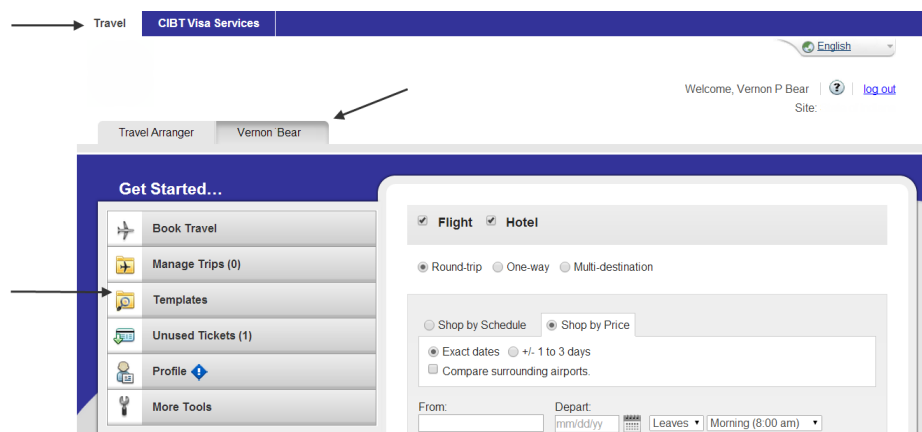 Travel CIBT Visa Services
English
Welcome, Vernon P Bear ? log out
Site:
Travel Arranger Vernon Bear
Get Started...
Book Travel
Manage Trips (0)
Templates
Unused Tickets (1)
Profile
More Tools
Flight Hotel
Round-trip One-way Multi-destination
Shop by Schedule Shop by Price
Exact dates +/- 1 to 3 days
Compare surrounding airports.
From: Depart:
mm/dd/yy Leaves Morning (8:00 am)